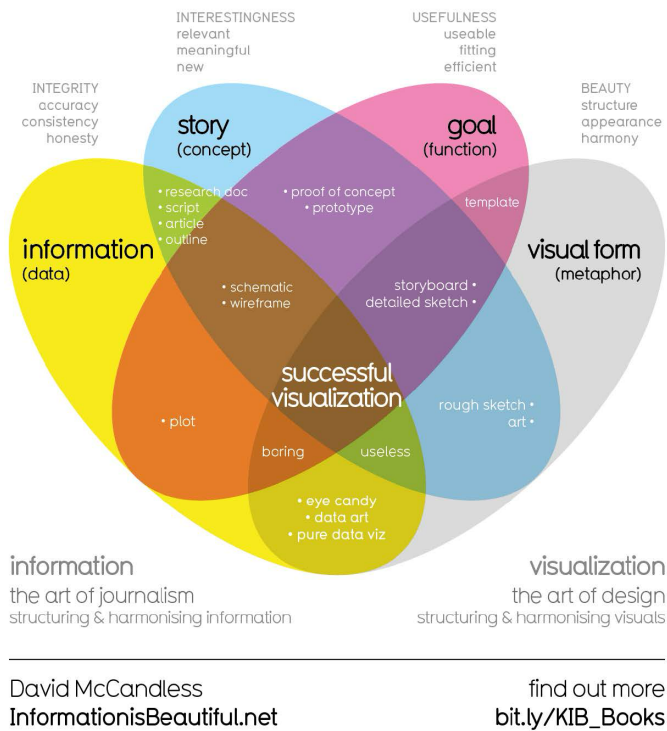 INTERESTINGNESS
relevant
meaningful
new
USEFULNESS
useable
fitting
efficient
INTEGRITY
accuracy
consistency
honesty
BEAUTY
structure
appearance
harmony
story
(concept)
goal
(function)
information
(data)
visual form
(metaphor)
• research doc
• script
• article
• outline
• proof of concept
• prototype
template
• schematic
• wireframe
storyboard •
detailed sketch •
successful
visualization
• plot
rough sketch •
art •
boring
useless
• eye candy
• data art
• pure data viz
information
the art of journalism
structuring & harmonising information
visualization
the art of design
structuring & harmonising visuals
David McCandless
InformationisBeautiful.net
find out more
bit.ly/KIB_Books